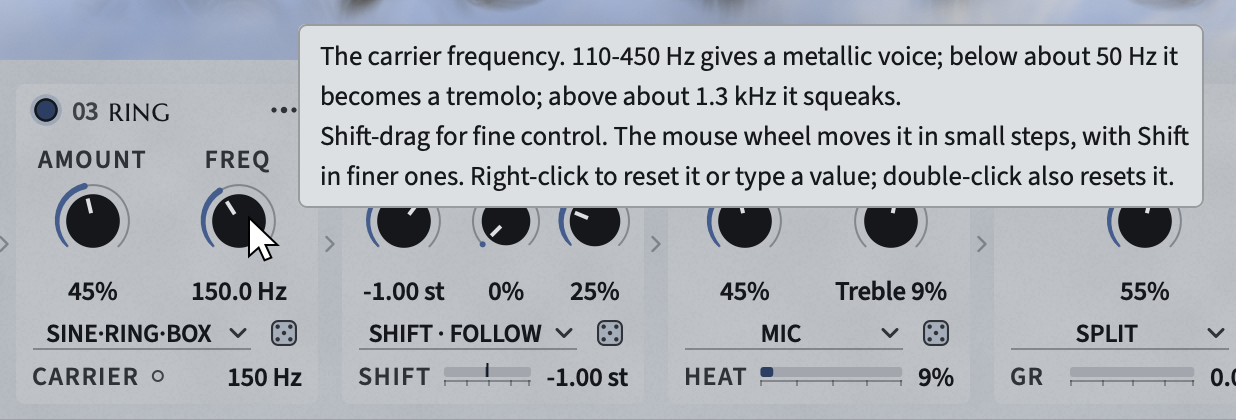 The carrier frequency. 110-450 Hz gives a metallic voice; below about 50 Hz it
becomes a tremolo; above about 1.3 kHz it squeaks.
Shift-drag for fine control. The mouse wheel moves it in small steps, with Shift
in finer ones. Right-click to reset it or type a value; double-click also resets it.
03 RING
AMOUNT FREQ
45% 150.0 Hz
SINE·RING·BOX
CARRIER 150 Hz
-1.00 st 0% 25%
SHIFT · FOLLOW
SHIFT -1.00 st
45% Treble 9%
MIC
HEAT 9%
55%
SPLIT
GR